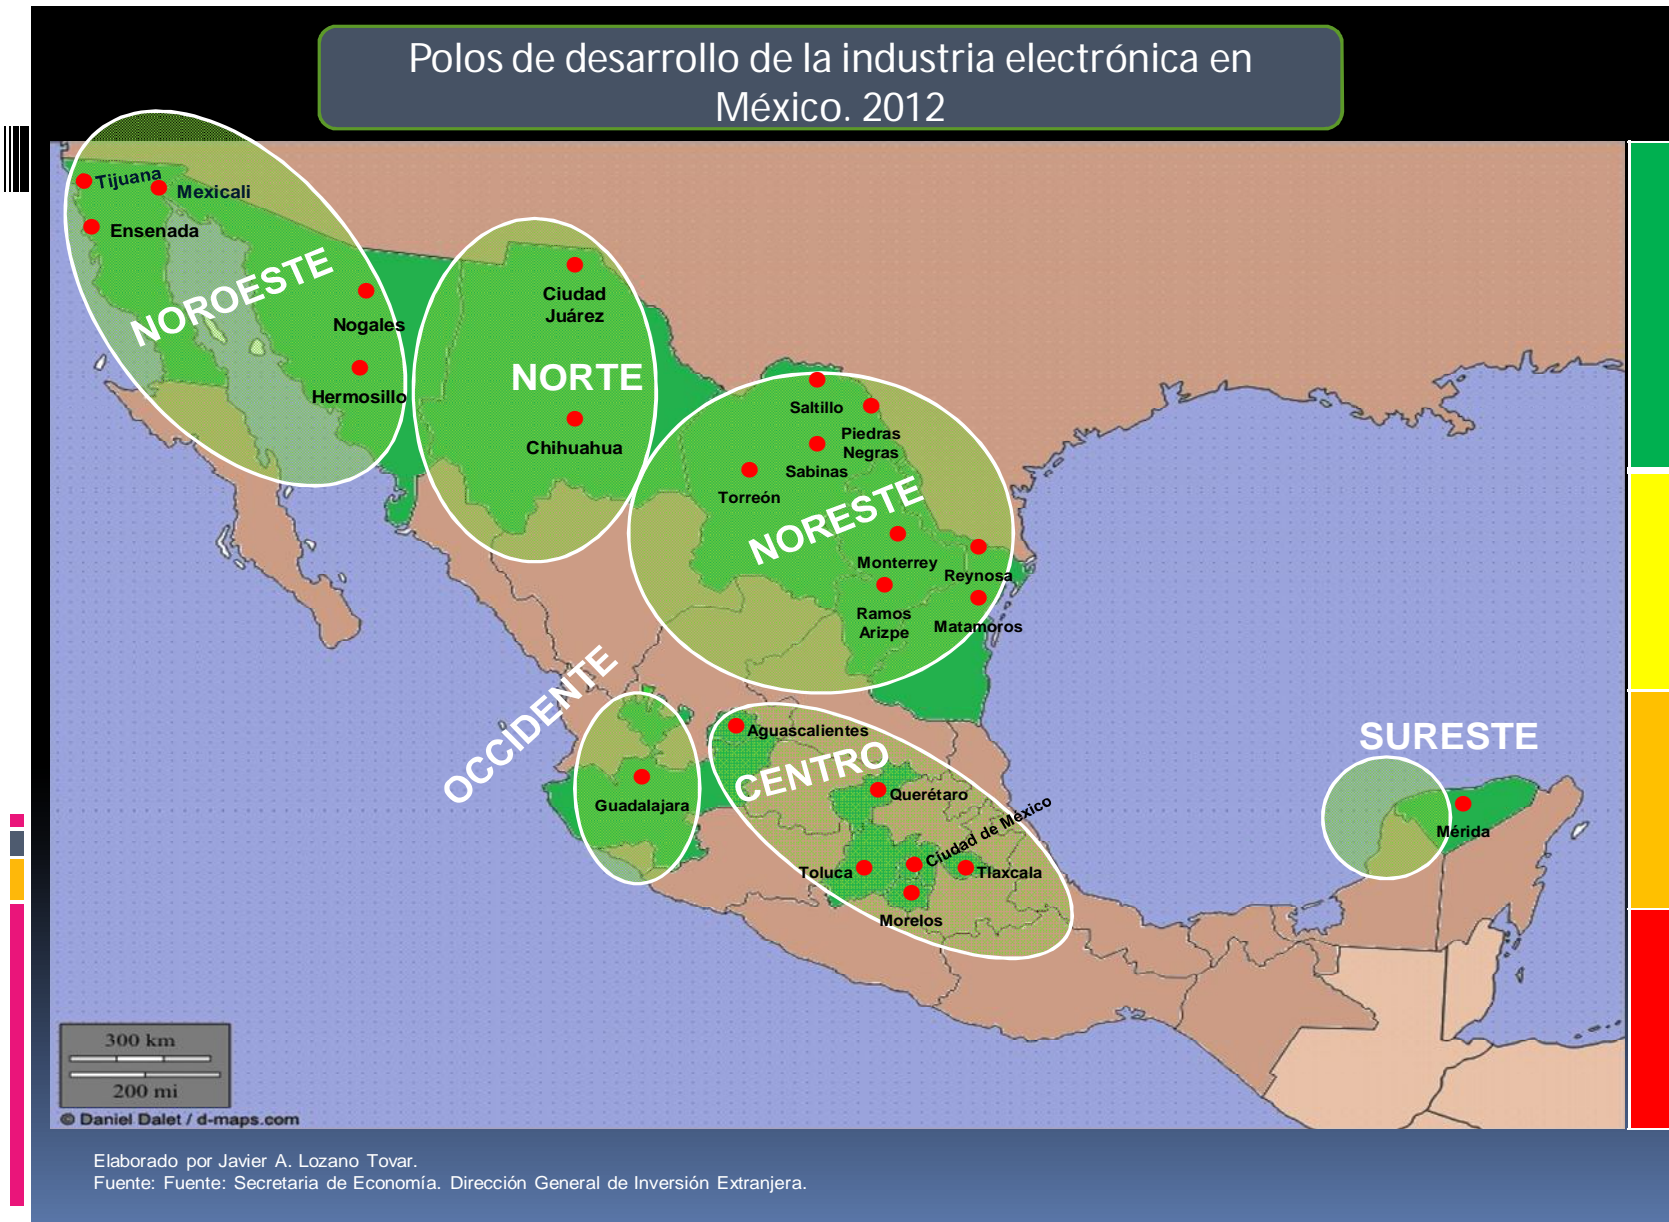 Polos de desarrollo de la industria electrónica en
México. 2012
Tijuana
Mexicali
Ensenada
NOROESTE
Nogales
Hermosillo
Ciudad
Juárez
NORTE
Chihuahua
Saltillo
Piedras
Negras
Sabinas
Torreón
NORESTE
Monterrey
Reynosa
Ramos
Arizpe
Matamoros
OCCIDENTE
Guadalajara
Aguascalientes
CENTRO
Querétaro
Ciudad de México
Toluca
Tlaxcala
Morelos
SURESTE
Mérida
300 km
200 mi
© Daniel Dalet / d-maps.com
Elaborado por Javier A. Lozano Tovar.
Fuente: Fuente: Secretaria de Economía. Dirección General de Inversión Extranjera.